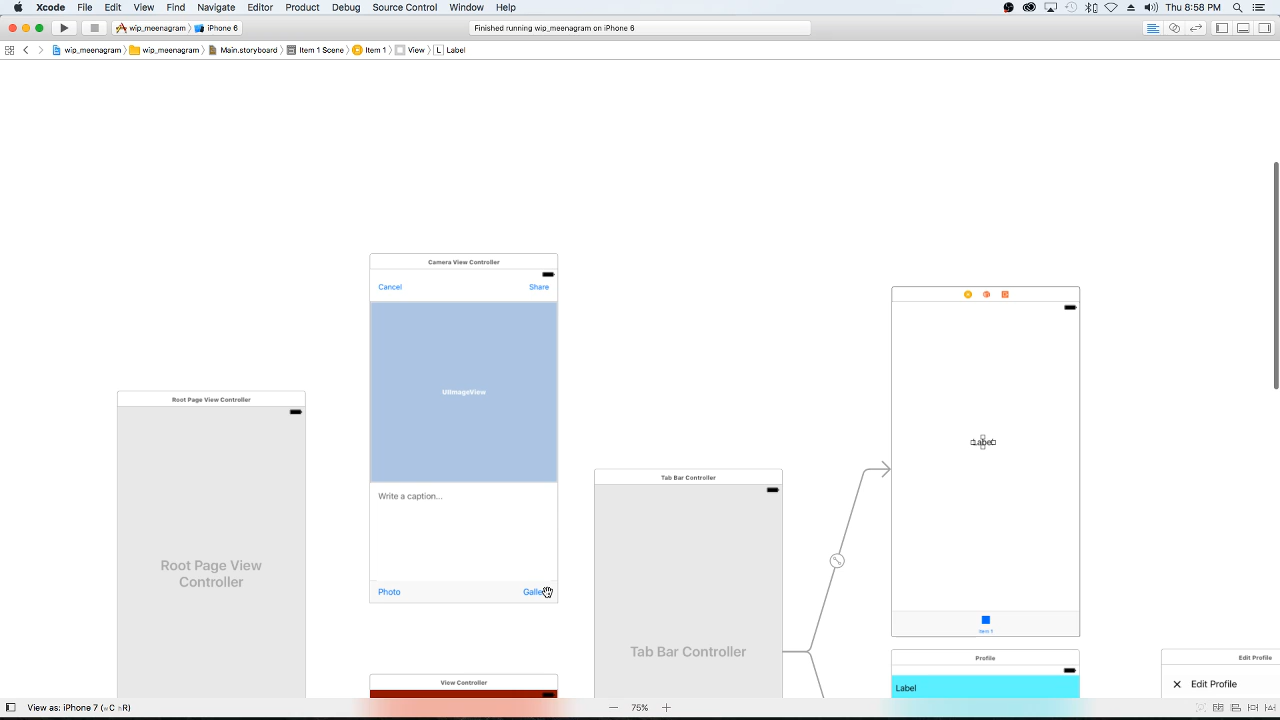 Xcode File Edit View Find Navigate Editor Product Debug Source Control Window Help Thu 8:58 PM
wip_meenagram iPhone 6 Finished running wip_meenagram on iPhone 6
wip_meenagram wip_meenagram Main.storyboard Item 1 Scene Item 1 View L Label
Camera View Controller
Cancel Share
UIImageView
Write a caption...
Photo
Root Page View Controller
Root Page View
Controller
Tab Bar Controller
Tab Bar Controller
Label
Item 1
View Controller
Profile
Label
Edit Profile
Edit Profile
View as: iPhone 7 ( C R)
75%